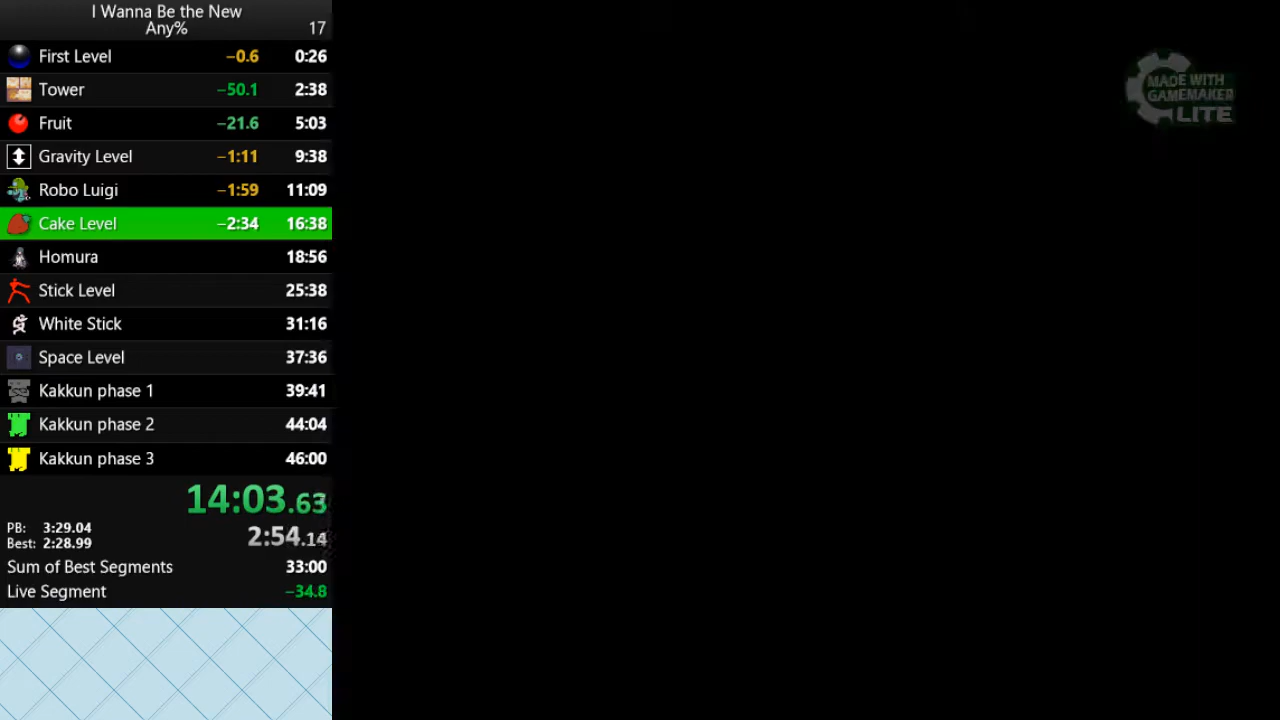 I Wanna Be the New
Any% 17
First Level −0.6 0:26
Tower −50.1 2:38
Fruit −21.6 5:03
Gravity Level −1:11 9:38
Robo Luigi −1:59 11:09
Cake Level −2:34 16:38
Homura 18:56
Stick Level 25:38
White Stick 31:16
Space Level 37:36
Kakkun phase 1 39:41
Kakkun phase 2 44:04
Kakkun phase 3 46:00
14:03.63
PB: 3:29.04
Best: 2:28.99
2:54.14
Sum of Best Segments 33:00
Live Segment −34.8
MADE WITH
GAMEMAKER
LITE